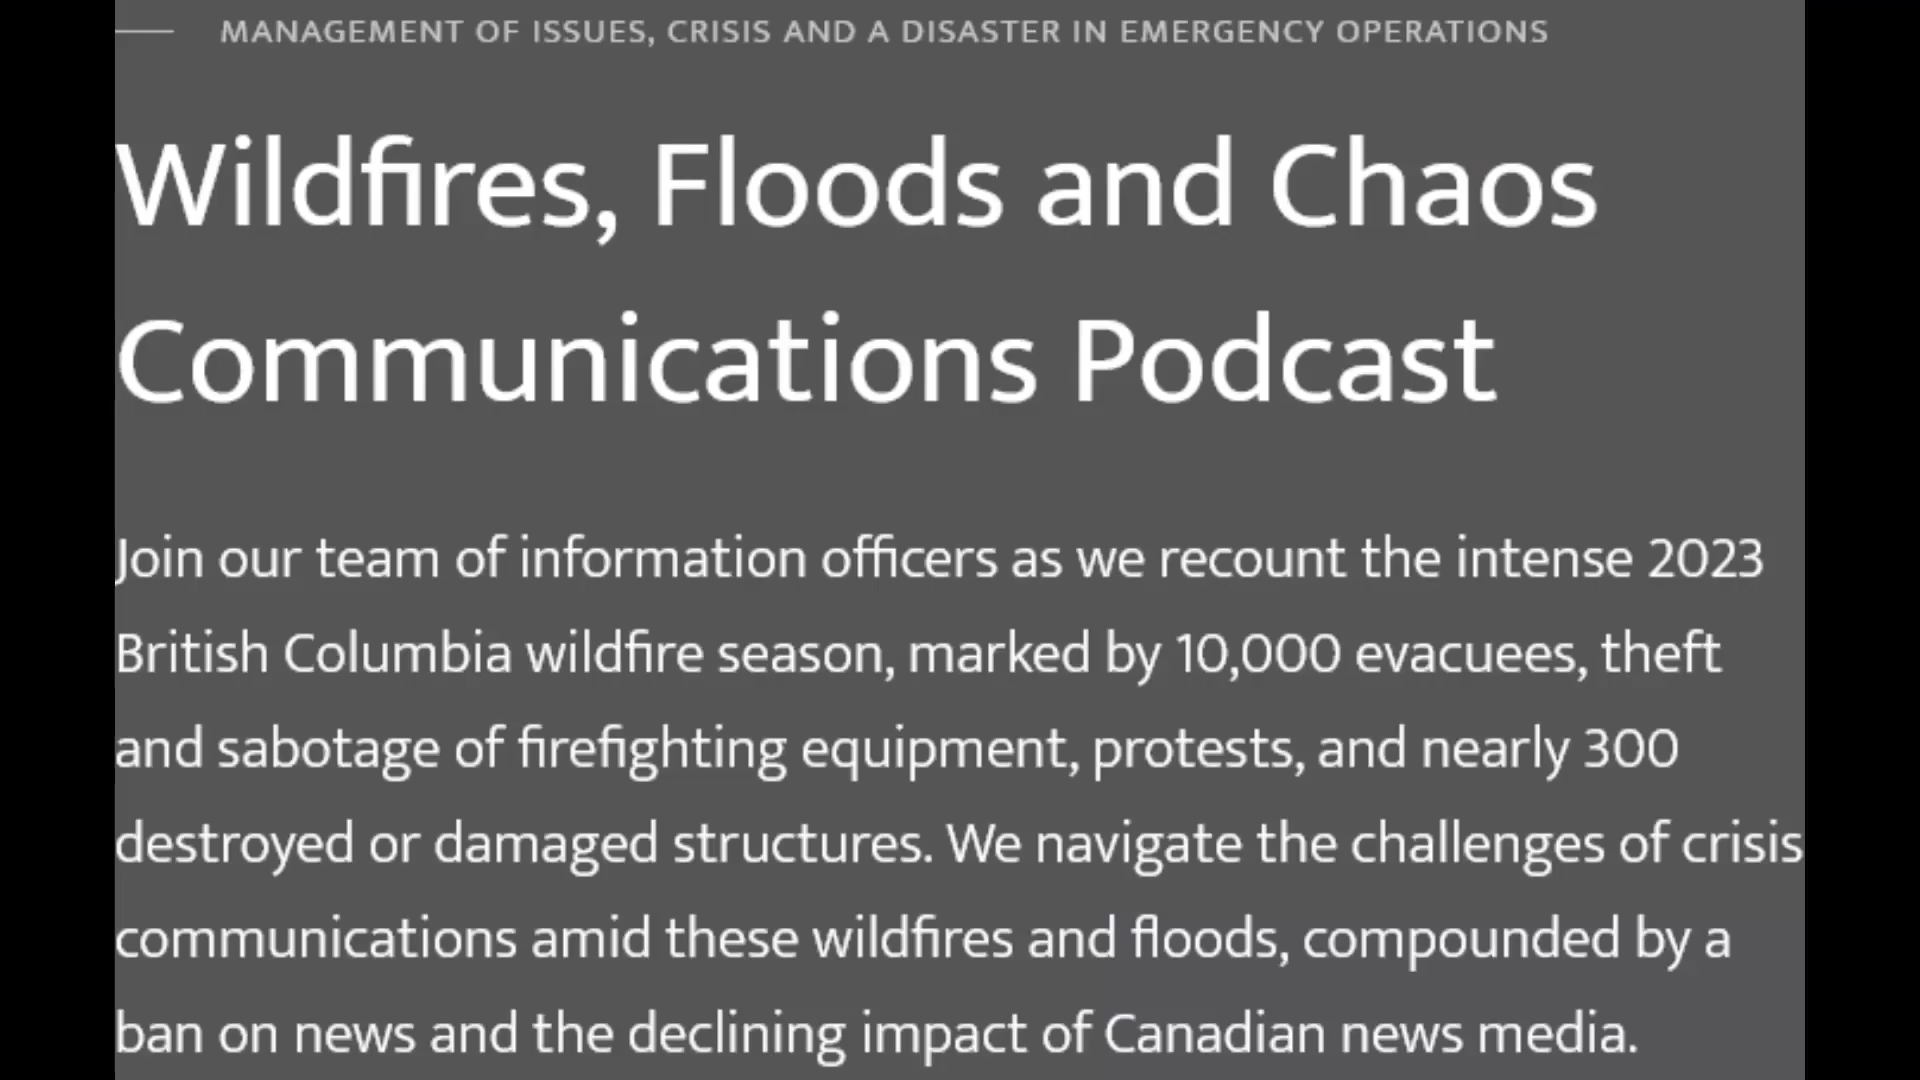 MANAGEMENT OF ISSUES, CRISIS AND A DISASTER IN EMERGENCY OPERATIONS
Wildfires, Floods and Chaos
Communications Podcast
Join our team of information officers as we recount the intense 2023
British Columbia wildfire season, marked by 10,000 evacuees, theft
and sabotage of firefighting equipment, protests, and nearly 300
destroyed or damaged structures. We navigate the challenges of crisis
communications amid these wildfires and floods, compounded by a
ban on news and the declining impact of Canadian news media.